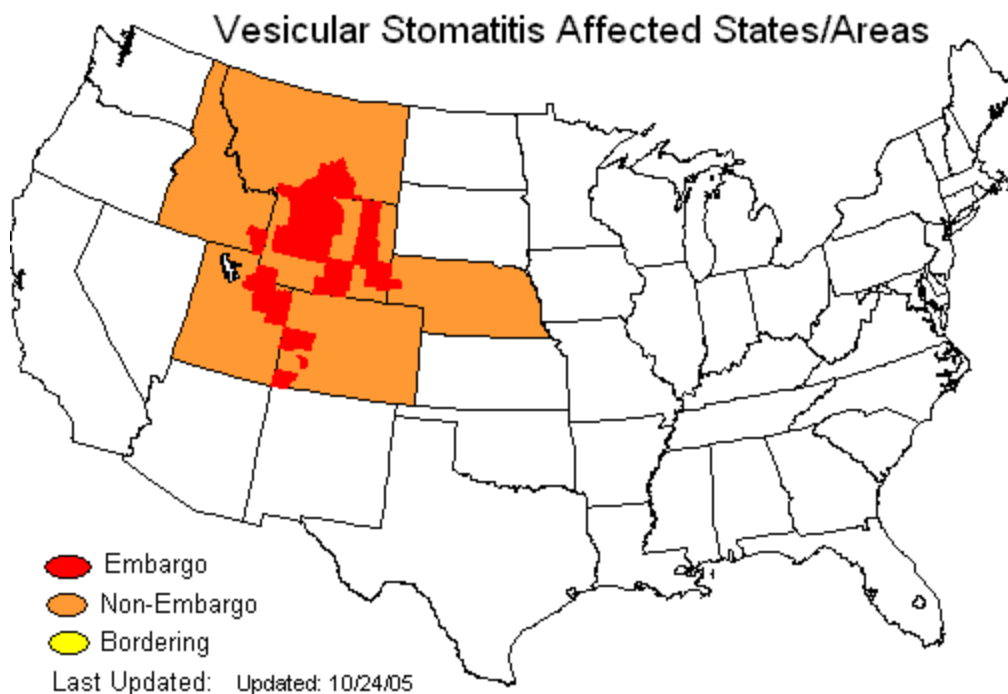 Vesicular Stomatitis Affected States/Areas
Embargo
Non-Embargo
Bordering
Last Updated: Updated: 10/24/05